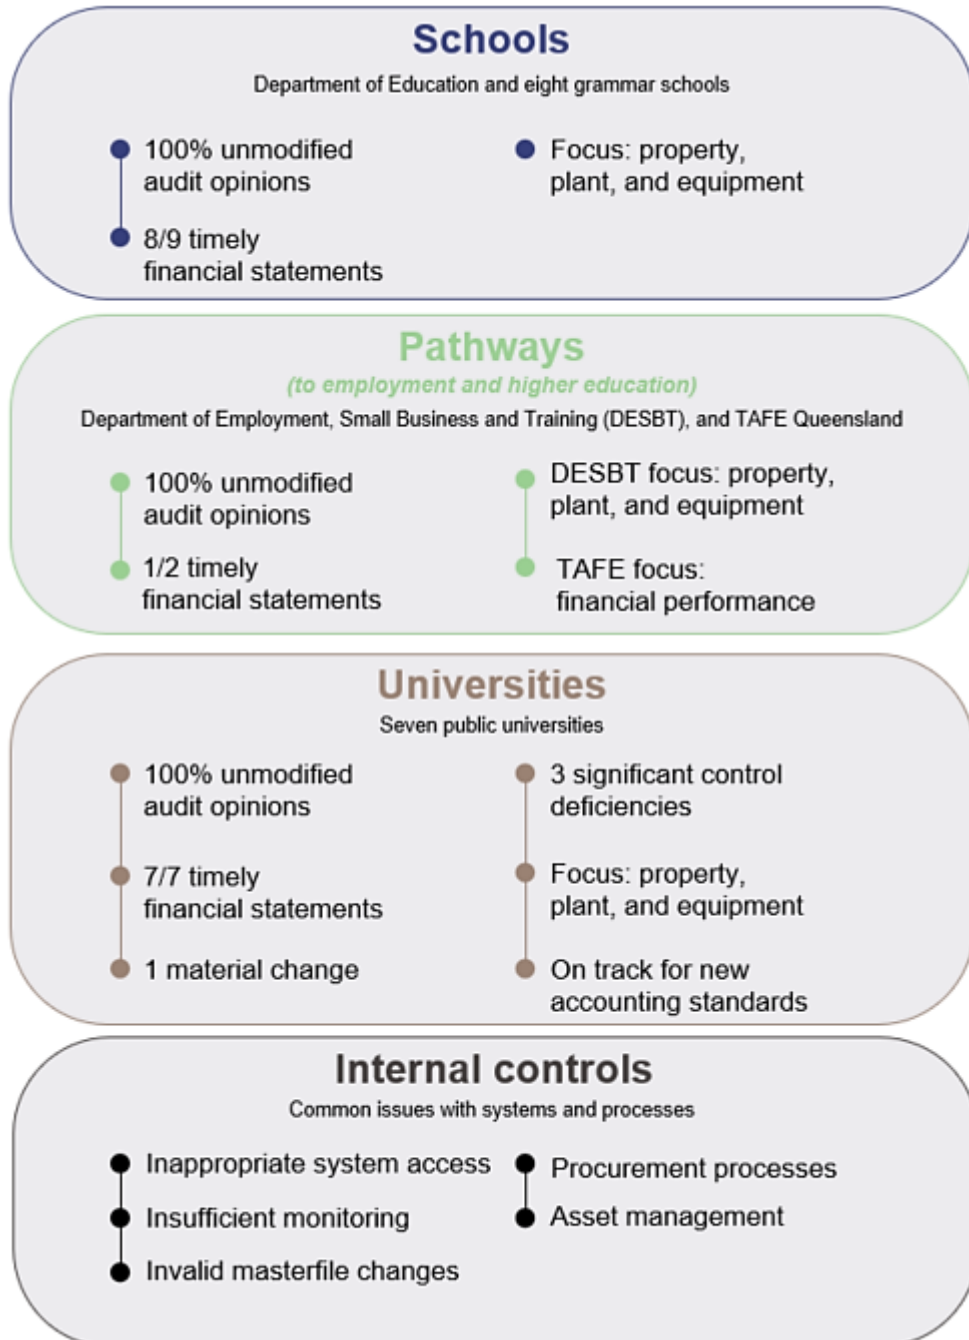 Schools
Department of Education and eight grammar schools
100% unmodified
audit opinions
8/9 timely
financial statements
Focus: property,
plant, and equipment
Pathways
(to employment and higher education)
Department of Employment, Small Business and Training (DESBT), and TAFE Queensland
100% unmodified
audit opinions
1/2 timely
financial statements
DESBT focus: property,
plant, and equipment
TAFE focus:
financial performance
Universities
Seven public universities
100% unmodified
audit opinions
7/7 timely
financial statements
1 material change
3 significant control
deficiencies
Focus: property,
plant, and equipment
On track for new
accounting standards
Internal controls
Common issues with systems and processes
Inappropriate system access
Insufficient monitoring
Invalid masterfile changes
Procurement processes
Asset management